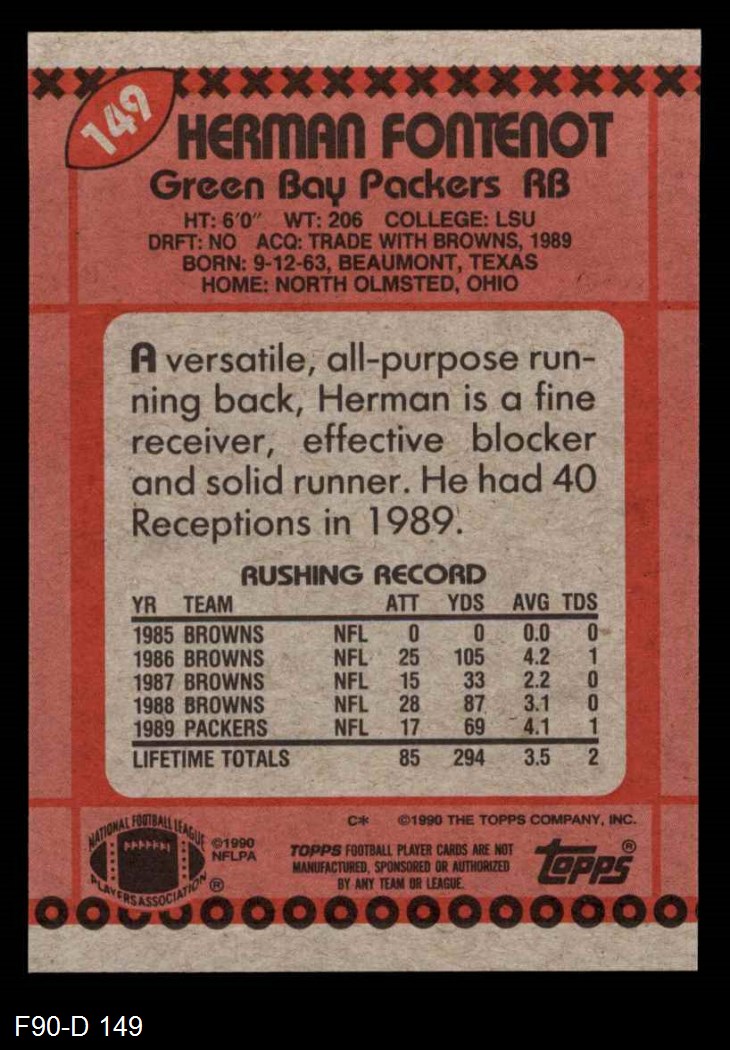 149
HERMAN FONTENOT
Green Bay Packers RB
HT: 6'0" WT: 206 COLLEGE: LSU
DRFT: NO ACQ: TRADE WITH BROWNS, 1989
BORN: 9-12-63, BEAUMONT, TEXAS
HOME: NORTH OLMSTED, OHIO
A versatile, all-purpose run-
ning back, Herman is a fine
receiver, effective blocker
and solid runner. He had 40
Receptions in 1989.
RUSHING RECORD
YR TEAM ATT YDS AVG TDS
1985 BROWNS NFL 0 0 0.0 0
1986 BROWNS NFL 25 105 4.2 1
1987 BROWNS NFL 15 33 2.2 0
1988 BROWNS NFL 28 87 3.1 0
1989 PACKERS NFL 17 69 4.1 1
LIFETIME TOTALS 85 294 3.5 2
C* ©1990 THE TOPPS COMPANY, INC.
NATIONAL FOOTBALL LEAGUE
PLAYERS ASSOCIATION ®
©1990
NFLPA
TOPPS FOOTBALL PLAYER CARDS ARE NOT
MANUFACTURED, SPONSORED OR AUTHORIZED
BY ANY TEAM OR LEAGUE.
topps ®
F90-D 149